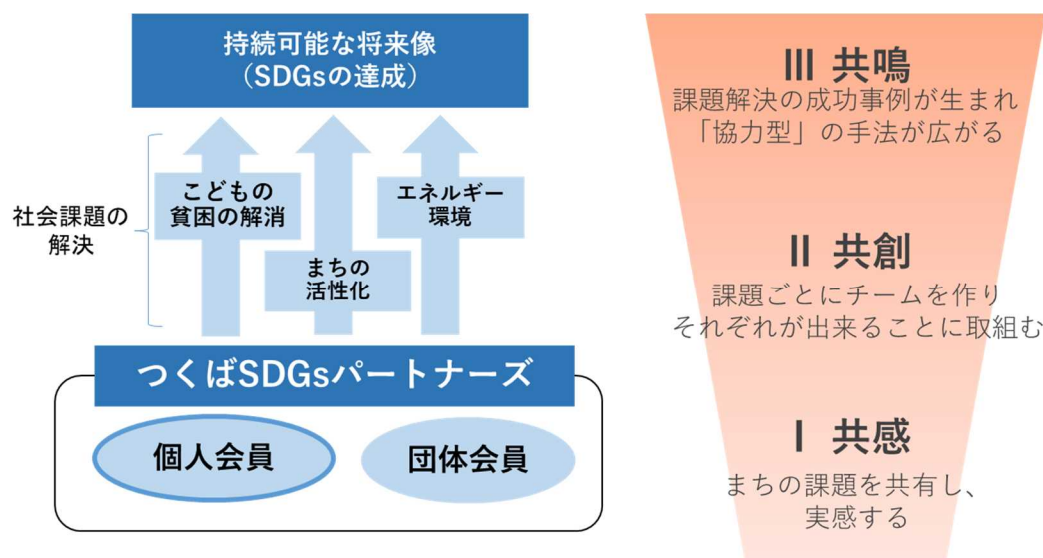 持続可能な将来像
（SDGsの達成）
社会課題の
解決
こどもの
貧困の解消
まちの
活性化
エネルギー
環境
つくばSDGsパートナーズ
個人会員
団体会員
Ⅲ 共鳴
課題解決の成功事例が生まれ
「協力型」の手法が広がる
Ⅱ 共創
課題ごとにチームを作り
それぞれが出来ることに取組む
Ⅰ 共感
まちの課題を共有し、
実感する